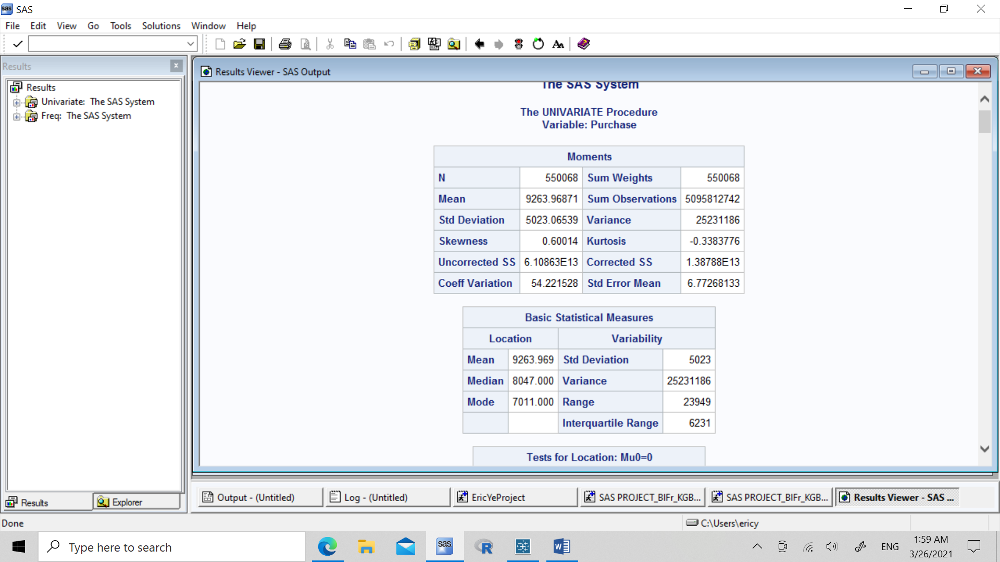 SAS
File Edit View Go Tools Solutions Window Help
Results
Results
Univariate: The SAS System
Freq: The SAS System
Results Viewer - SAS Output
The SAS System
The UNIVARIATE Procedure
Variable: Purchase
Moments
N 550068 Sum Weights 550068
Mean 9263.96871 Sum Observations 5095812742
Std Deviation 5023.06539 Variance 25231186
Skewness 0.60014 Kurtosis -0.3383776
Uncorrected SS 6.10863E13 Corrected SS 1.38788E13
Coeff Variation 54.221528 Std Error Mean 6.77268133
Basic Statistical Measures
Location Variability
Mean 9263.969 Std Deviation 5023
Median 8047.000 Variance 25231186
Mode 7011.000 Range 23949
Interquartile Range 6231
Tests for Location: Mu0=0
Results Explorer
Output - (Untitled) Log - (Untitled) EricYeProject SAS PROJECT_BIFr_KGB... SAS PROJECT_BIFr_KGB... Results Viewer - SAS ...
Done C:\Users\ericy
Type here to search
sas R W ENG
1:59 AM
3/26/2021